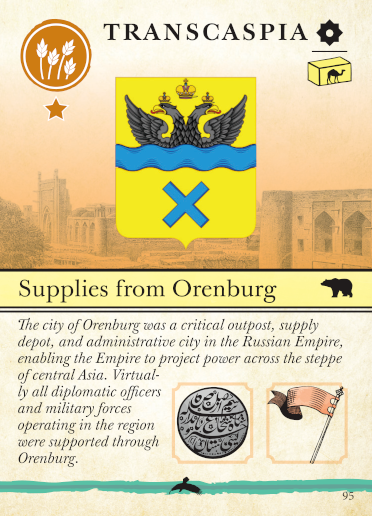 TRANSCASPIA
Supplies from Orenburg
The city of Orenburg was a critical outpost, supply
depot, and administrative city in the Russian Empire,
enabling the Empire to project power across the steppe
of central Asia. Virtual-
ly all diplomatic officers
and military forces
operating in the region
were supported through
Orenburg.
95